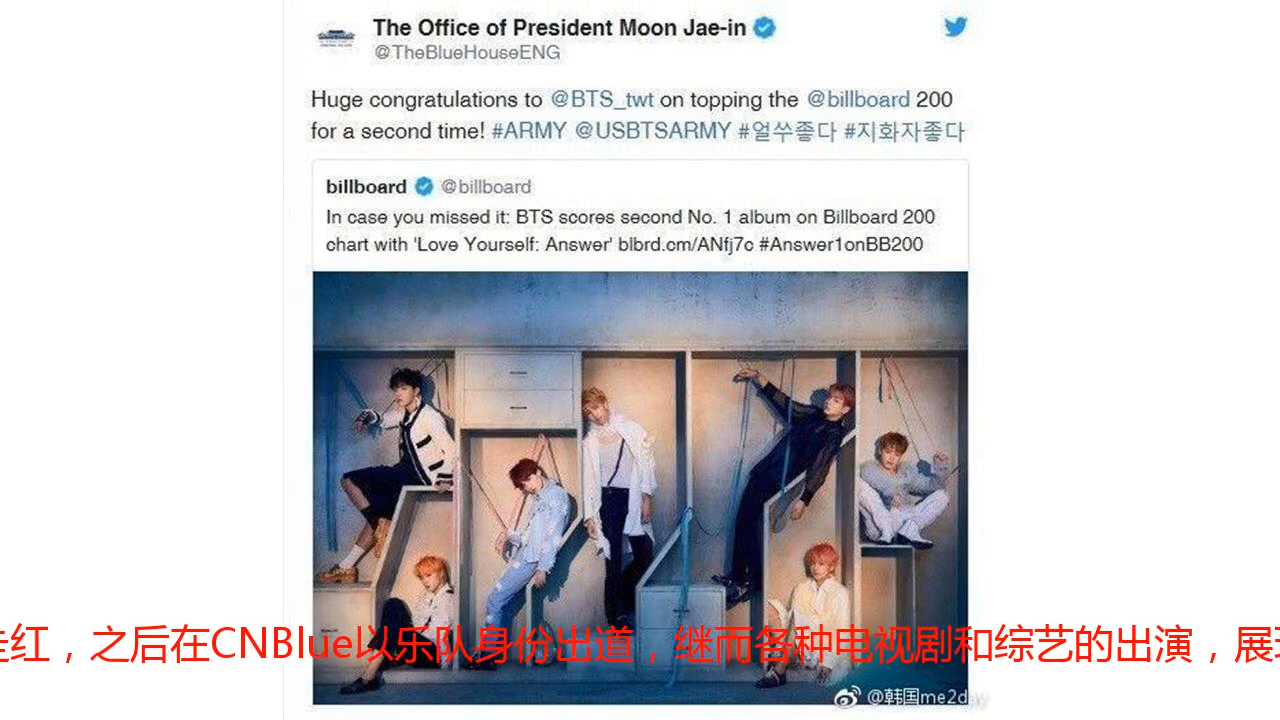 The Office of President Moon Jae-in
@TheBlueHouseENG
Huge congratulations to @BTS_twt on topping the @billboard 200
for a second time! #ARMY @USBTSARMY #얼쑤좋다 #지화자좋다
billboard @billboard
In case you missed it: BTS scores second No. 1 album on Billboard 200
chart with 'Love Yourself: Answer' blbrd.cm/ANfj7c #Answer1onBB200
走红，之后在CNBlue以乐队身份出道，继而各种电视剧和综艺的出演，展现
@韩国me2day